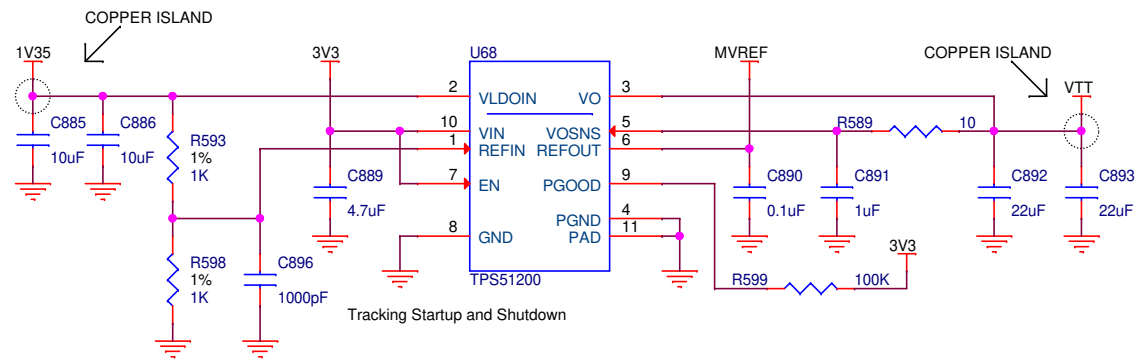 COPPER ISLAND
1V35
3V3
U68
MVREF
COPPER ISLAND
VTT
2
VLDOIN
VO
3
C885
10uF
C886
10uF
R593
1%
1K
10
VIN
1
REFIN
VOSNS
5
R589
10
REFOUT
6
C889
4.7uF
7
EN
PGOOD
9
C890
0.1uF
C891
1uF
C892
22uF
C893
22uF
8
GND
PGND
4
PAD
11
R598
1%
1K
C896
1000pF
TPS51200
R599
100K
3V3
Tracking Startup and Shutdown